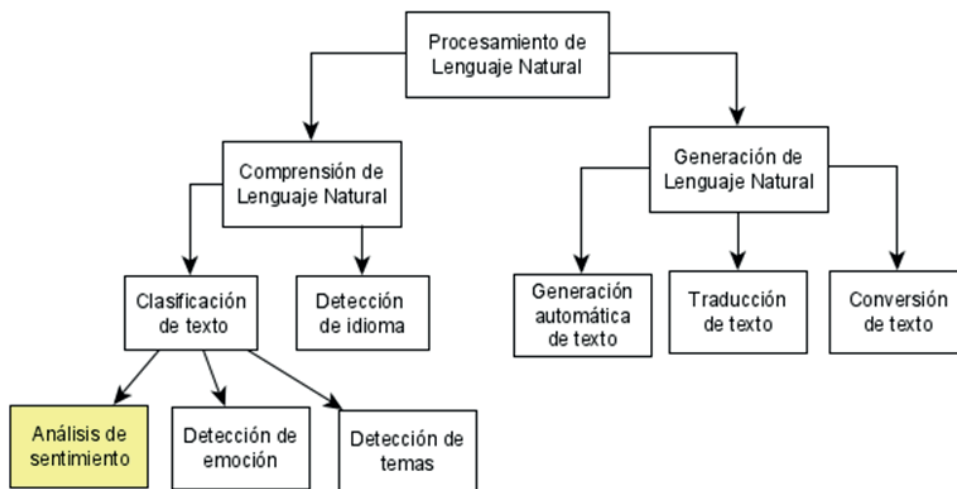 Procesamiento de
Lenguaje Natural
Comprensión de
Lenguaje Natural
Generación de
Lenguaje Natural
Clasificación
de texto
Detección
de idioma
Generación
automática
de texto
Traducción
de texto
Conversión
de texto
Análisis de
sentimiento
Detección de
emoción
Detección de
temas